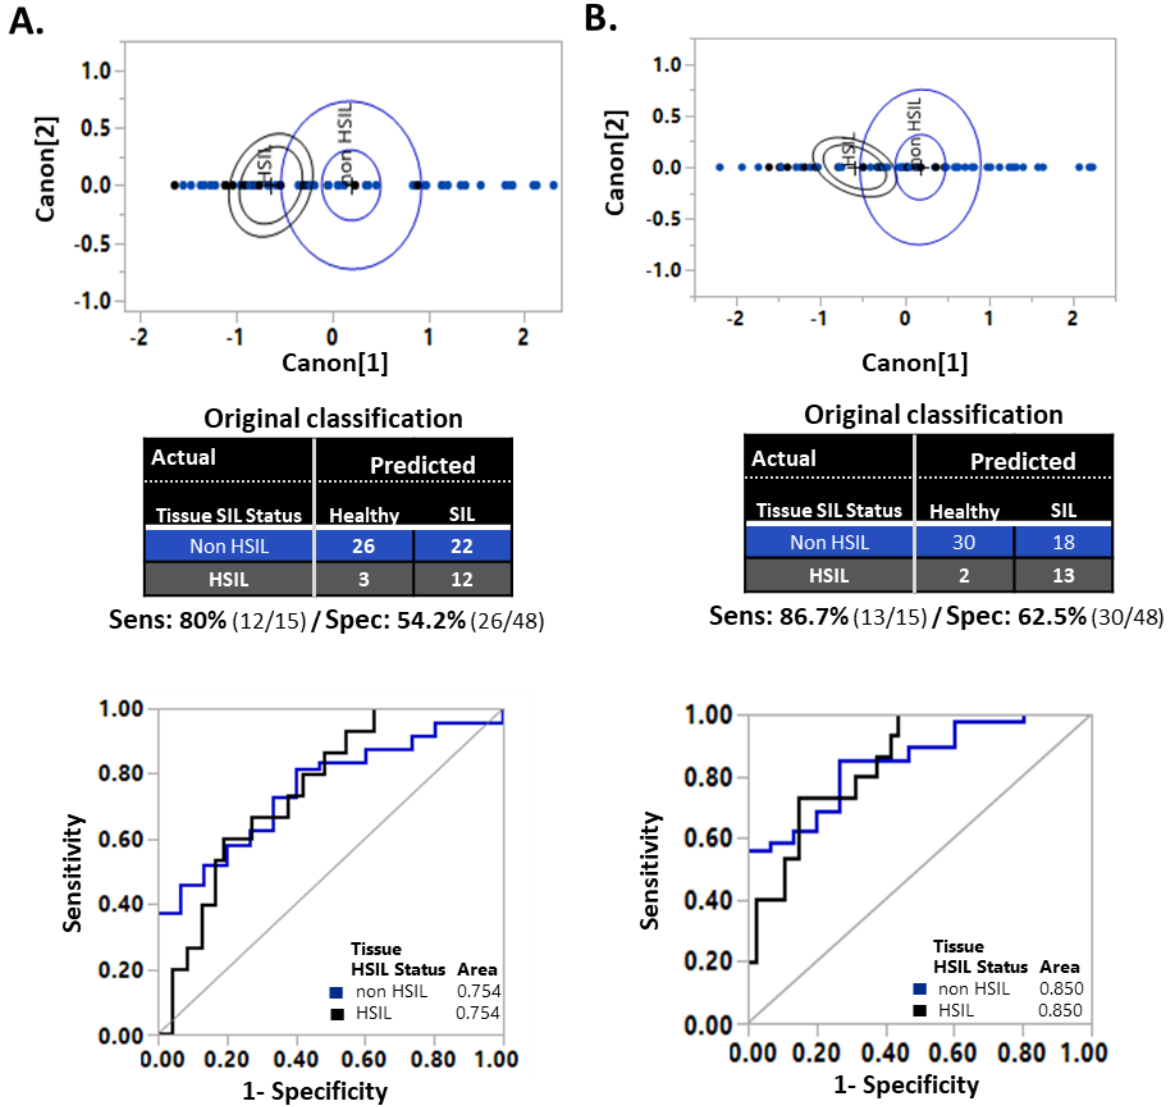 A.
1.0
0.5
0.0
-0.5
-1.0
Canon[2]
HSIL
non HSIL
-2 -1 0 1 2
Canon[1]
Original classification
Actual Predicted
Tissue SIL Status Healthy SIL
Non HSIL 26 22
HSIL 3 12
Sens: 80% (12/15) / Spec: 54.2% (26/48)
1.00
0.80
0.60
0.40
0.20
0.00
Sensitivity
Tissue
HSIL Status Area
non HSIL 0.754
HSIL 0.754
0.00 0.20 0.40 0.60 0.80 1.00
1- Specificity
B.
1.0
0.5
0.0
-0.5
-1.0
Canon[2]
HSIL
non HSIL
-2 -1 0 1 2
Canon[1]
Original classification
Actual Predicted
Tissue SIL Status Healthy SIL
Non HSIL 30 18
HSIL 2 13
Sens: 86.7% (13/15) / Spec: 62.5% (30/48)
1.00
0.80
0.60
0.40
0.20
0.00
Sensitivity
Tissue
HSIL Status Area
non HSIL 0.850
HSIL 0.850
0.00 0.20 0.40 0.60 0.80 1.00
1- Specificity